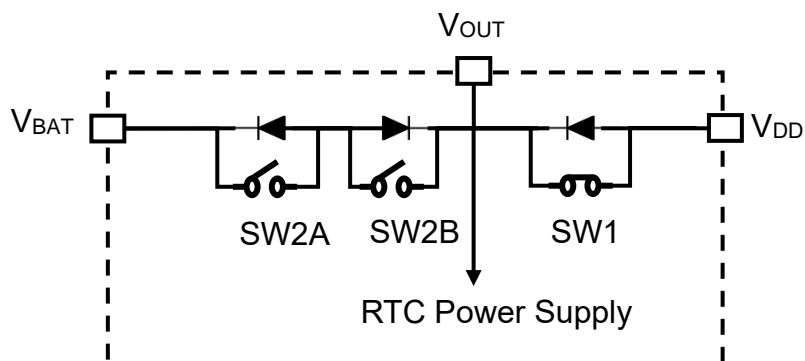 VOUT
VBAT
VDD
SW2A
SW2B
SW1
RTC Power Supply